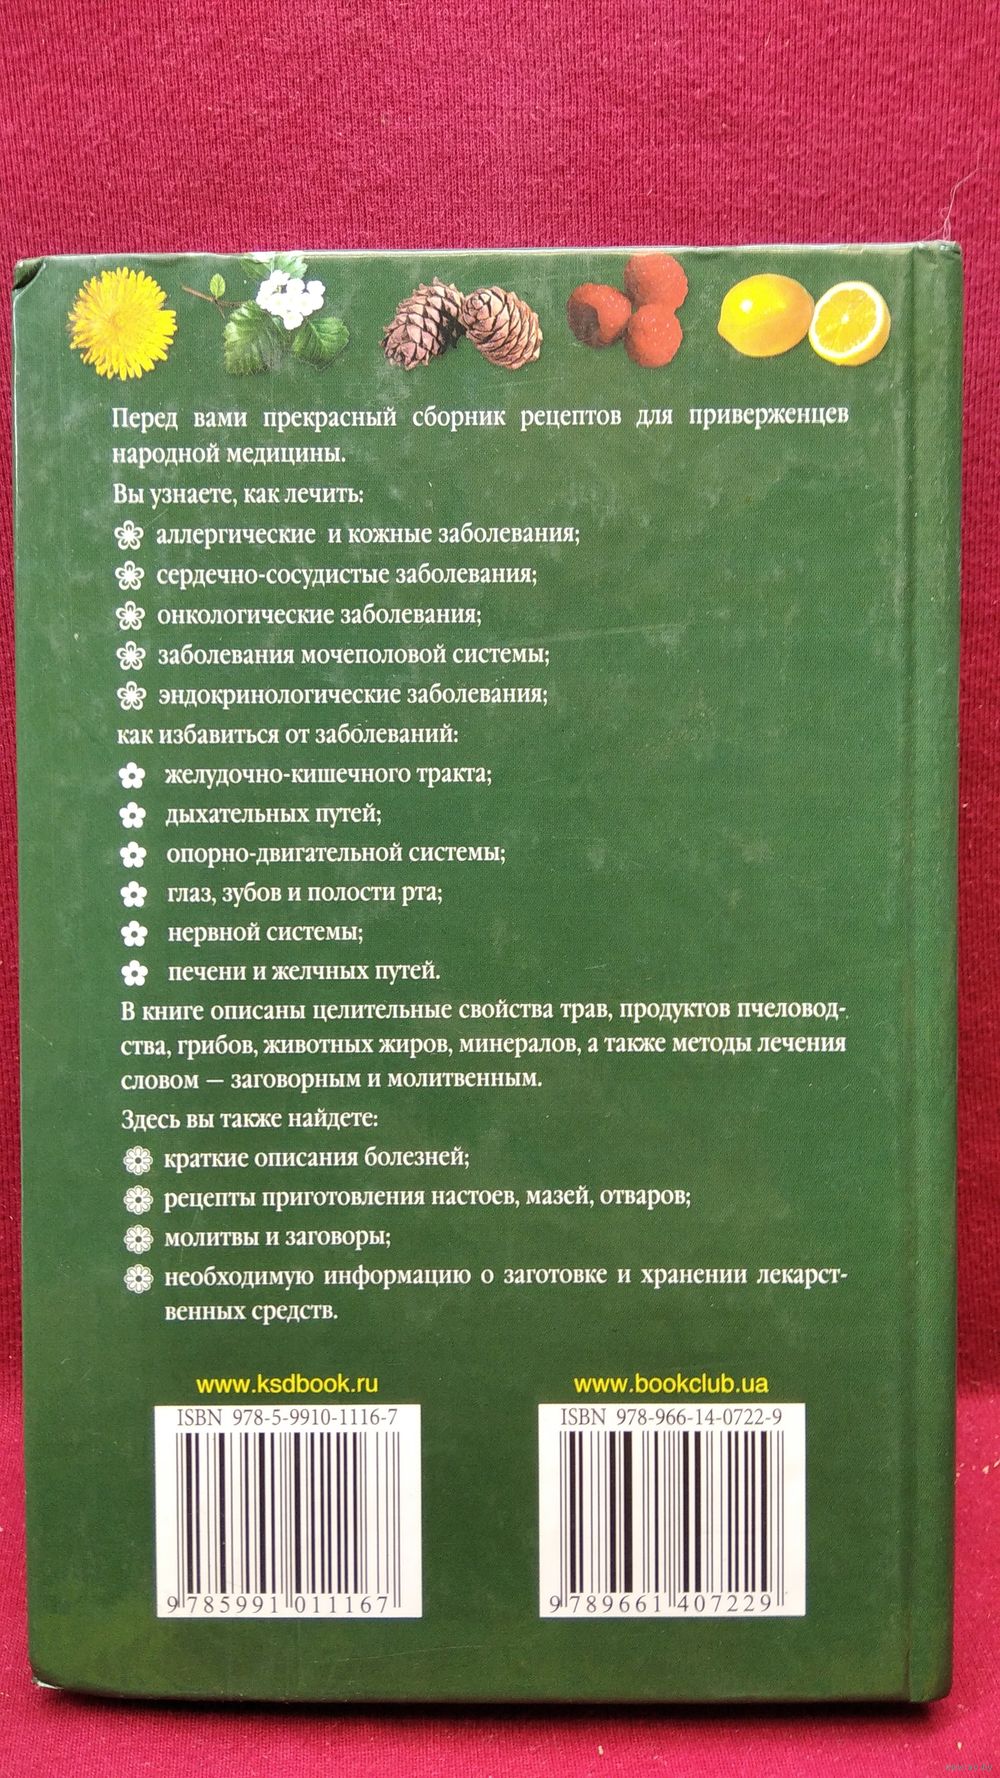 Перед вами прекрасный сборник рецептов для приверженцев
народной медицины.
Вы узнаете, как лечить:
аллергические и кожные заболевания;
сердечно-сосудистые заболевания;
онкологические заболевания;
заболевания мочеполовой системы;
эндокринологические заболевания;
как избавиться от заболеваний:
желудочно-кишечного тракта;
дыхательных путей;
опорно-двигательной системы;
глаз, зубов и полости рта;
нервной системы;
печени и желчных путей.
В книге описаны целительные свойства трав, продуктов пчеловод-
ства, грибов, животных жиров, минералов, а также методы лечения
словом — заговорным и молитвенным.
Здесь вы также найдете:
краткие описания болезней;
рецепты приготовления настоев, мазей, отваров;
молитвы и заговоры;
необходимую информацию о заготовке и хранении лекарст-
венных средств.
www.ksdbook.ru
ISBN 978-5-9910-1116-7
9 785991 011167
www.bookclub.ua
ISBN 978-966-14-0722-9
9 789661 407229